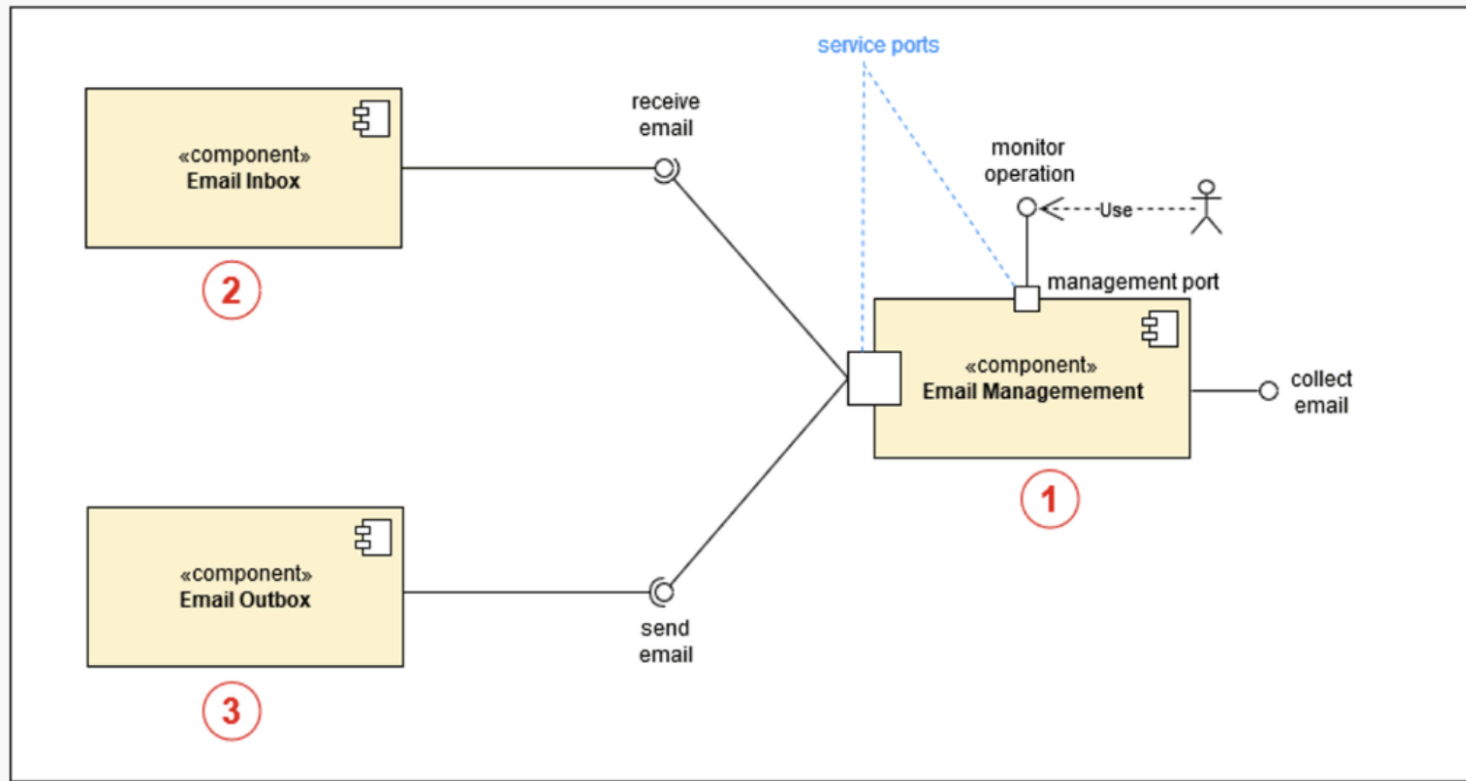 service ports
receive
email
«component»
Email Inbox
monitor
operation
Use
2
management port
«component»
Email Managemement
collect
email
1
«component»
Email Outbox
send
email
3